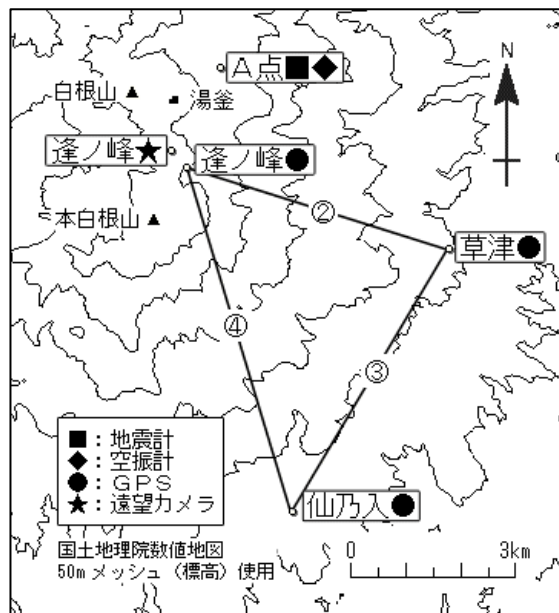 A点■◆
N
白根山▲
湯釜
逢ノ峰★
逢ノ峰●
本白根山▲
②
草津●
④
③
■：地震計
◆：空振計
●：ＧＰＳ
★：遠望カメラ
仙乃入●
国土地理院数値地図
50mメッシュ（標高）使用
0 3km